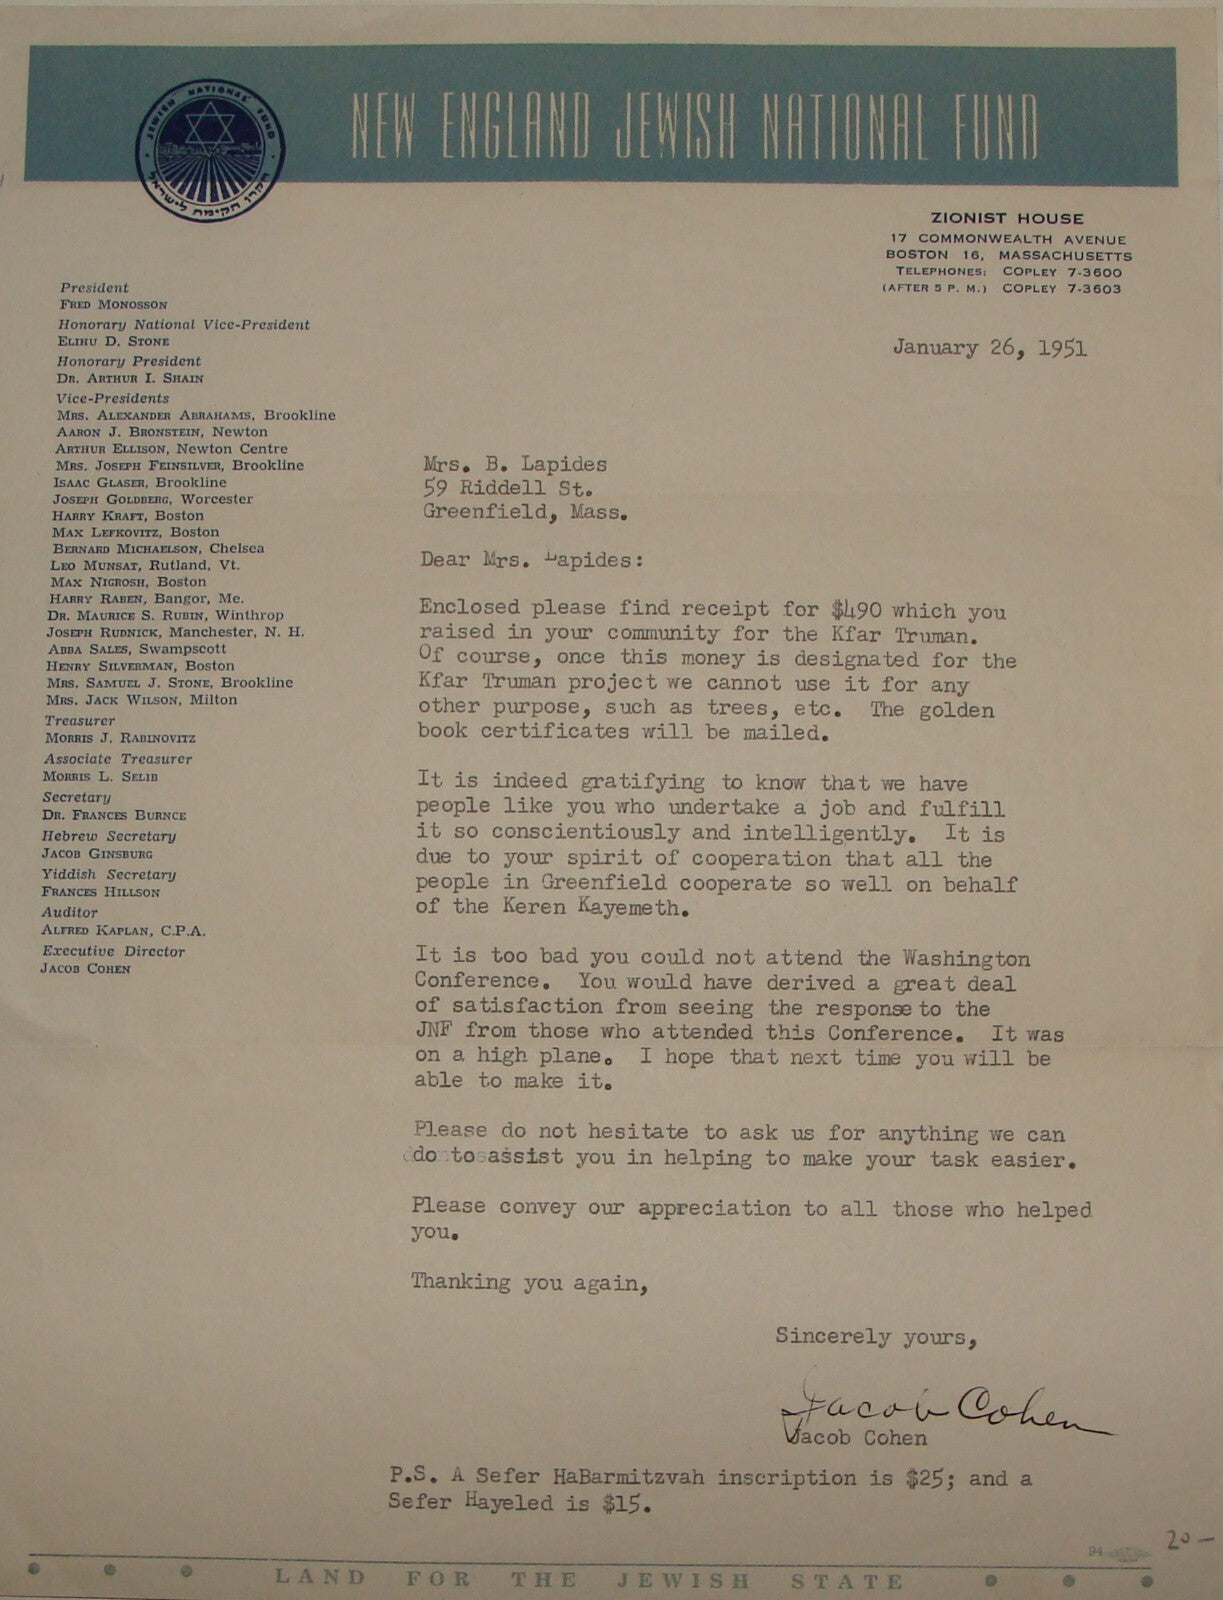 NEW ENGLAND JEWISH NATIONAL FUND
JEWISH NATIONAL FUND
הקרן הקימת לישראל
ZIONIST HOUSE
17 COMMONWEALTH AVENUE
BOSTON 16, MASSACHUSETTS
TELEPHONES: COPLEY 7-3600
(AFTER 5 P. M.) COPLEY 7-3603
President
FRED MONOSSON
Honorary National Vice-President
ELIHU D. STONE
Honorary President
DR. ARTHUR I. SHAIN
Vice-Presidents
MRS. ALEXANDER ABRAHAMS, Brookline
AARON J. BRONSTEIN, Newton
ARTHUR ELLISON, Newton Centre
MRS. JOSEPH FEINSILVER, Brookline
ISAAC GLASER, Brookline
JOSEPH GOLDBERG, Worcester
HARRY KRAFT, Boston
MAX LEFKOVITZ, Boston
BERNARD MICHAELSON, Chelsea
LEO MUNSAT, Rutland, Vt.
MAX NIGROSH, Boston
HARRY RABEN, Bangor, Me.
DR. MAURICE S. RUBIN, Winthrop
JOSEPH RUDNICK, Manchester, N. H.
ABBA SALES, Swampscott
HENRY SILVERMAN, Boston
MRS. SAMUEL J. STONE, Brookline
MRS. JACK WILSON, Milton
Treasurer
MORRIS J. RABINOVITZ
Associate Treasurer
MORRIS L. SELIB
Secretary
DR. FRANCES BURNCE
Hebrew Secretary
JACOB GINSBURG
Yiddish Secretary
FRANCES HILLSON
Auditor
ALFRED KAPLAN, C.P.A.
Executive Director
JACOB COHEN
January 26, 1951
Mrs. B. Lapides
59 Riddell St.
Greenfield, Mass.
Dear Mrs. Lapides:
Enclosed please find receipt for $490 which you
raised in your community for the Kfar Truman.
Of course, once this money is designated for the
Kfar Truman project we cannot use it for any
other purpose, such as trees, etc. The golden
book certificates will be mailed.
It is indeed gratifying to know that we have
people like you who undertake a job and fulfill
it so conscientiously and intelligently. It is
due to your spirit of cooperation that all the
people in Greenfield cooperate so well on behalf
of the Keren Kayemeth.
It is too bad you could not attend the Washington
Conference. You would have derived a great deal
of satisfaction from seeing the response to the
JNF from those who attended this Conference. It was
on a high plane. I hope that next time you will be
able to make it.
Please do not hesitate to ask us for anything we can
do to assist you in helping to make your task easier.
Please convey our appreciation to all those who helped
you.
Thanking you again,
Sincerely yours,
Jacob Cohen
Jacob Cohen
P.S. A Sefer HaBarmitzvah inscription is $25; and a
Sefer Hayeled is $15.
20 —
94
LAND FOR THE JEWISH STATE